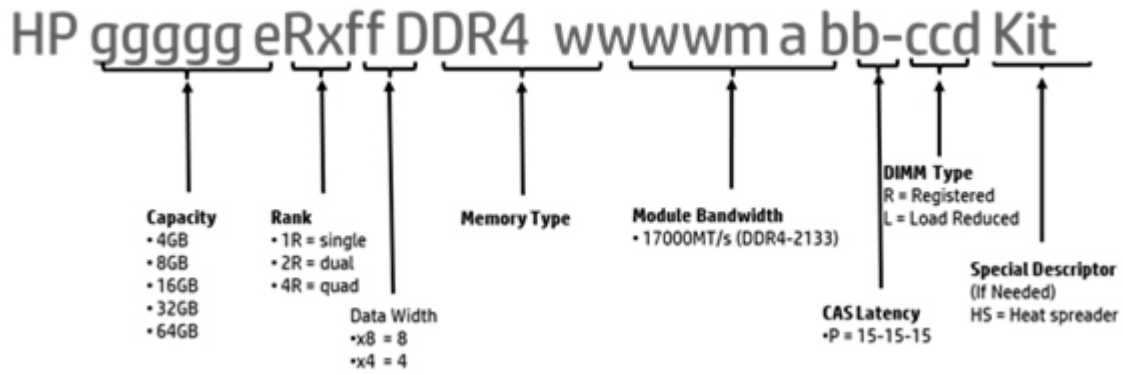 HP ggggg eRxff DDR4 wwwwm a bb-ccd Kit
Capacity
• 4GB
• 8GB
• 16GB
• 32GB
• 64GB
Rank
• 1R = single
• 2R = dual
• 4R = quad
Data Width
•x8 = 8
•x4 = 4
Memory Type
Module Bandwidth
• 17000MT/s (DDR4-2133)
CAS Latency
•P = 15-15-15
DIMM Type
R = Registered
L = Load Reduced
Special Descriptor
(If Needed)
HS = Heat spreader